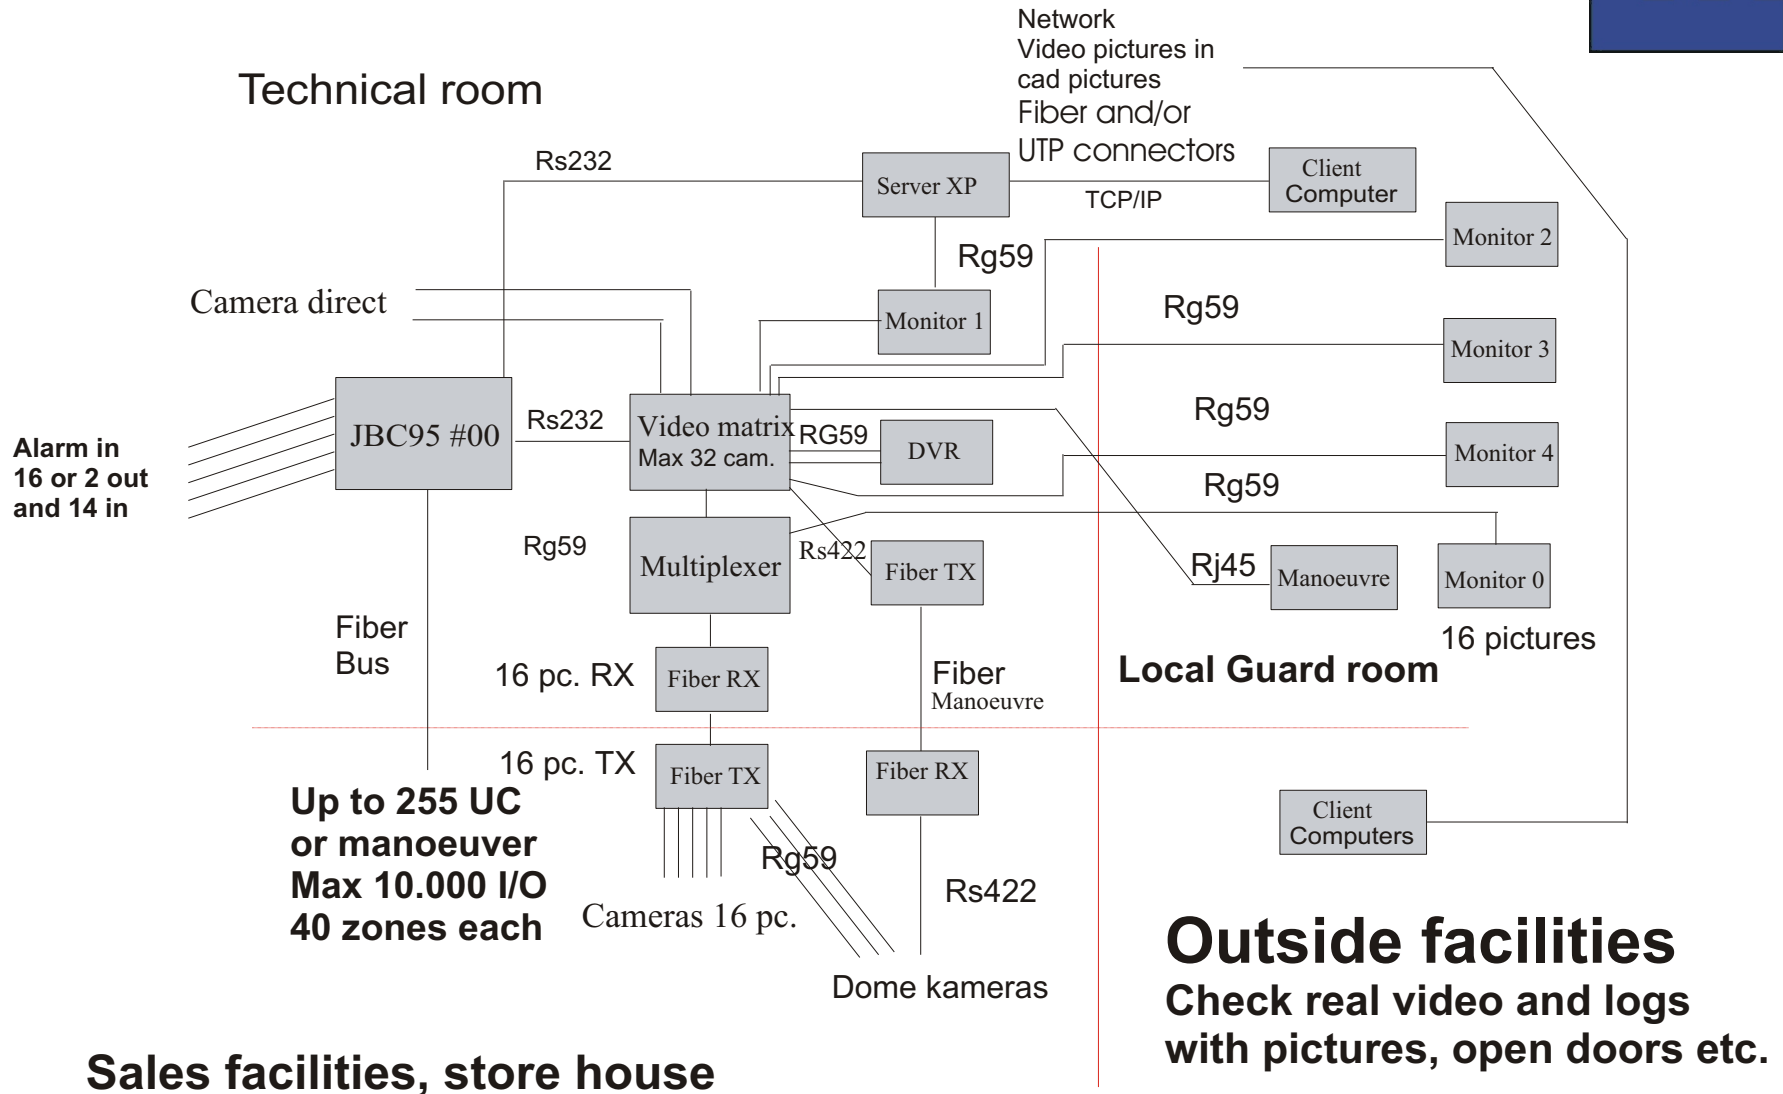 Network
Video pictures in
cad pictures
Fiber and/or
UTP connectors
Technical room
Rs232
Server XP
TCP/IP
Client
Computer
Monitor 2
Rg59
Camera direct
Monitor 1
Rg59
Monitor 3
JBC95 #00
Rs232
Video matrix
Max 32 cam.
RG59
DVR
Rg59
Monitor 4
Alarm in
16 or 2 out
and 14 in
Rg59
Rg59
Multiplexer
Rs422
Fiber TX
Rj45
Manoeuvre
Monitor 0
16 pictures
Fiber
Bus
16 pc. RX
Fiber RX
Fiber
Manoeuvre
Local Guard room
16 pc. TX
Fiber TX
Fiber RX
Up to 255 UC
or manoeuver
Max 10.000 I/O
40 zones each
Rg59
Rs422
Cameras 16 pc.
Dome kameras
Client
Computers
Outside facilities
Check real video and logs
with pictures, open doors etc.
Sales facilities, store house